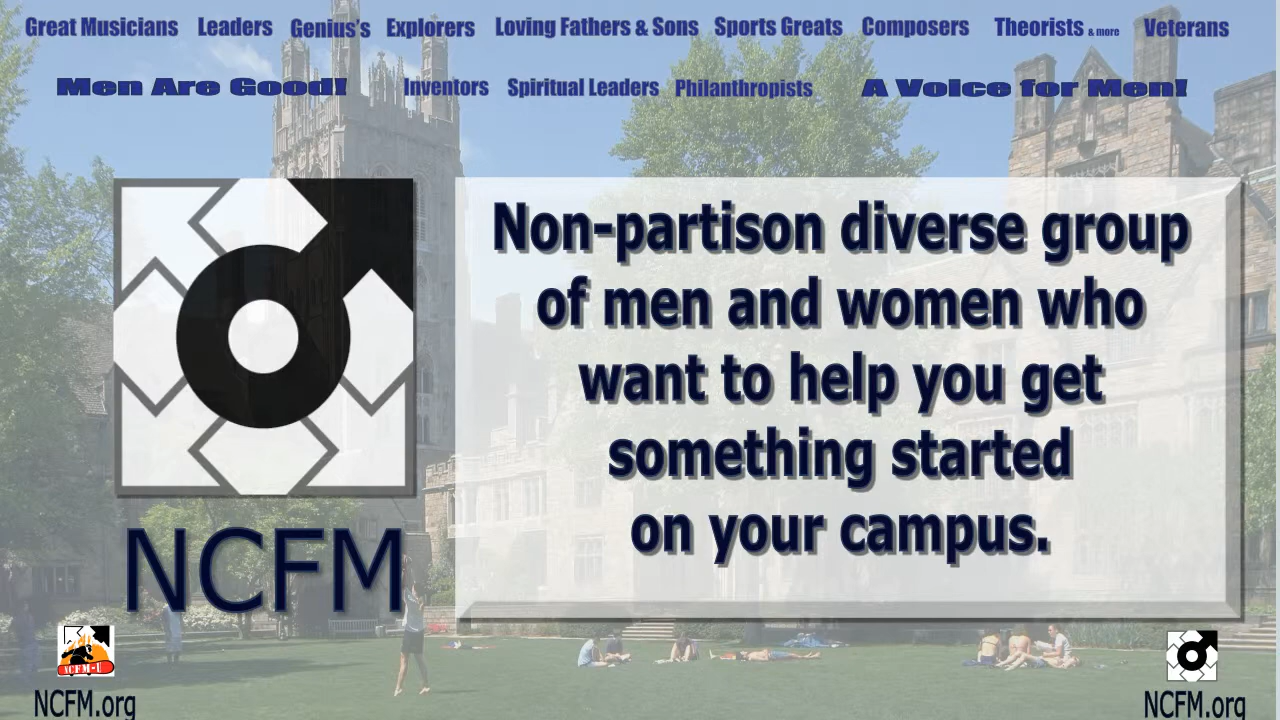 Great Musicians Leaders Genius's Explorers Loving Fathers & Sons Sports Greats Composers Theorists & more Veterans
Men Are Good! Inventors Spiritual Leaders Philanthropists A Voice for Men!
Non-partison diverse group
of men and women who
want to help you get
something started
on your campus.
NCFM
NCFM-U
NCFM.org
NCFM.org